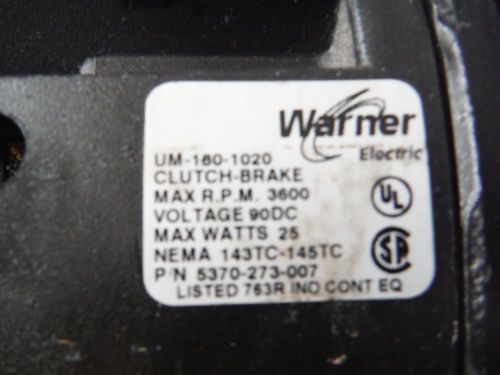 Warner
Electric
UM-180-1020
CLUTCH-BRAKE
MAX R.P.M. 3600
VOLTAGE 90DC
MAX WATTS 25
NEMA 143TC-145TC
P/N 5370-273-007
LISTED 763R IND CONT EQ
UL
SP